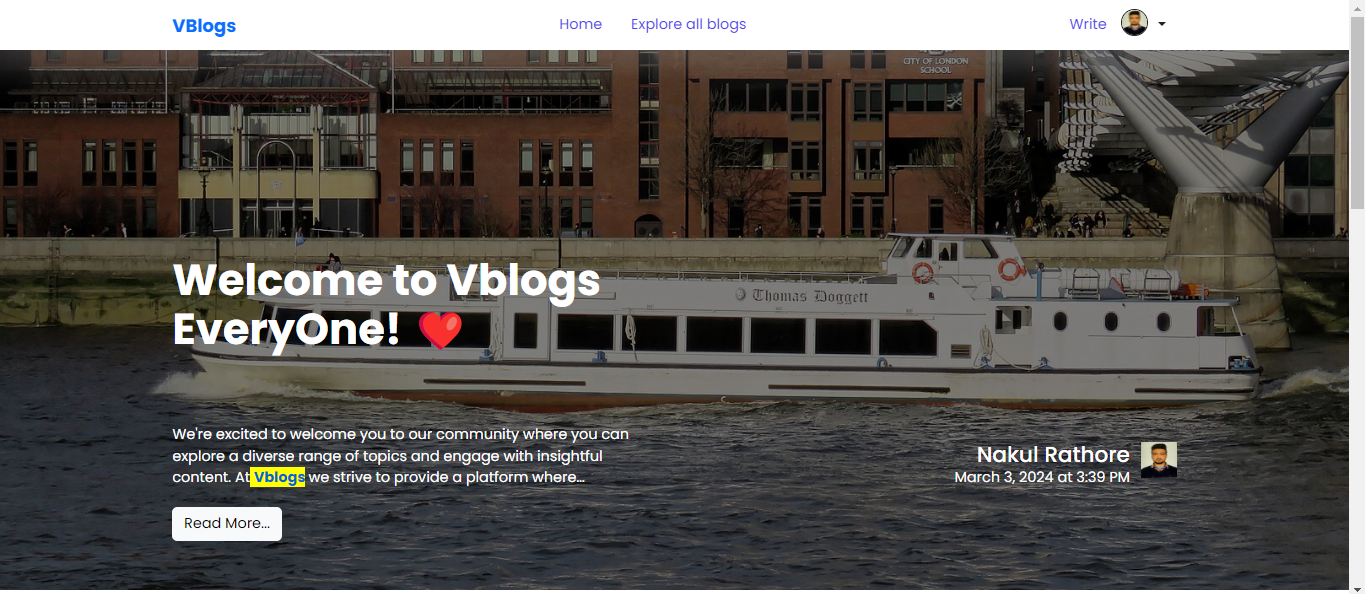 VBlogs
Home
Explore all blogs
Write
CITY OF LONDON
SCHOOL
Thomas Doggett
Welcome to Vblogs
EveryOne! ❤️
We're excited to welcome you to our community where you can
explore a diverse range of topics and engage with insightful
content. At Vblogs we strive to provide a platform where...
Nakul Rathore
March 3, 2024 at 3:39 PM
Read More...